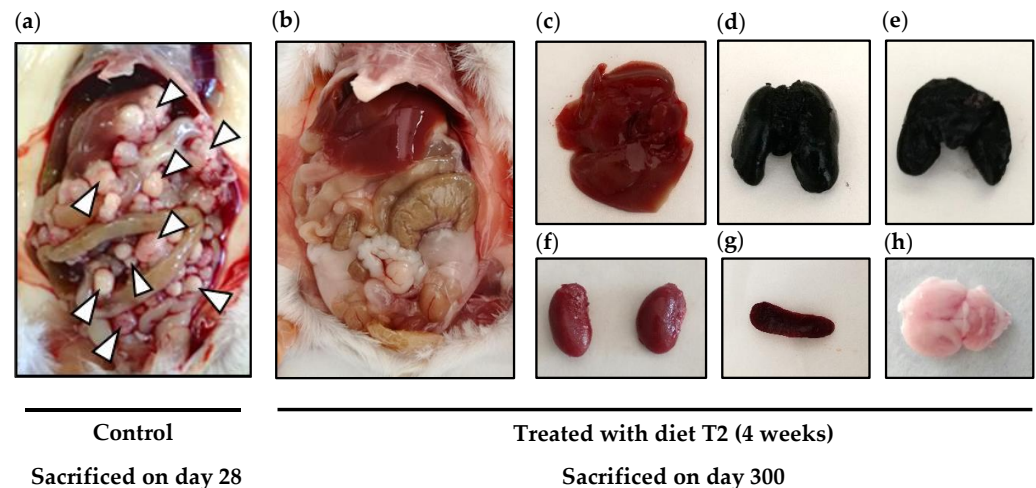 (a)
(b)
(c)
(d)
(e)
(f)
(g)
(h)
Control
Treated with diet T2 (4 weeks)
Sacrificed on day 28
Sacrificed on day 300